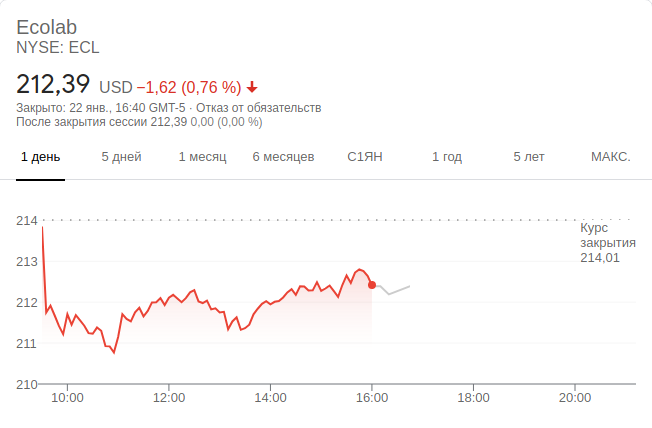 Ecolab
NYSE: ECL
212,39 USD −1,62 (0,76 %)
Закрыто: 22 янв., 16:40 GMT-5 · Отказ от обязательств
После закрытия сессии 212,39 0,00 (0,00 %)
1 день 5 дней 1 месяц 6 месяцев С1ЯН 1 год 5 лет МАКС.
214
Курс
закрытия
214,01
213
212
211
210
10:00 12:00 14:00 16:00 18:00 20:00